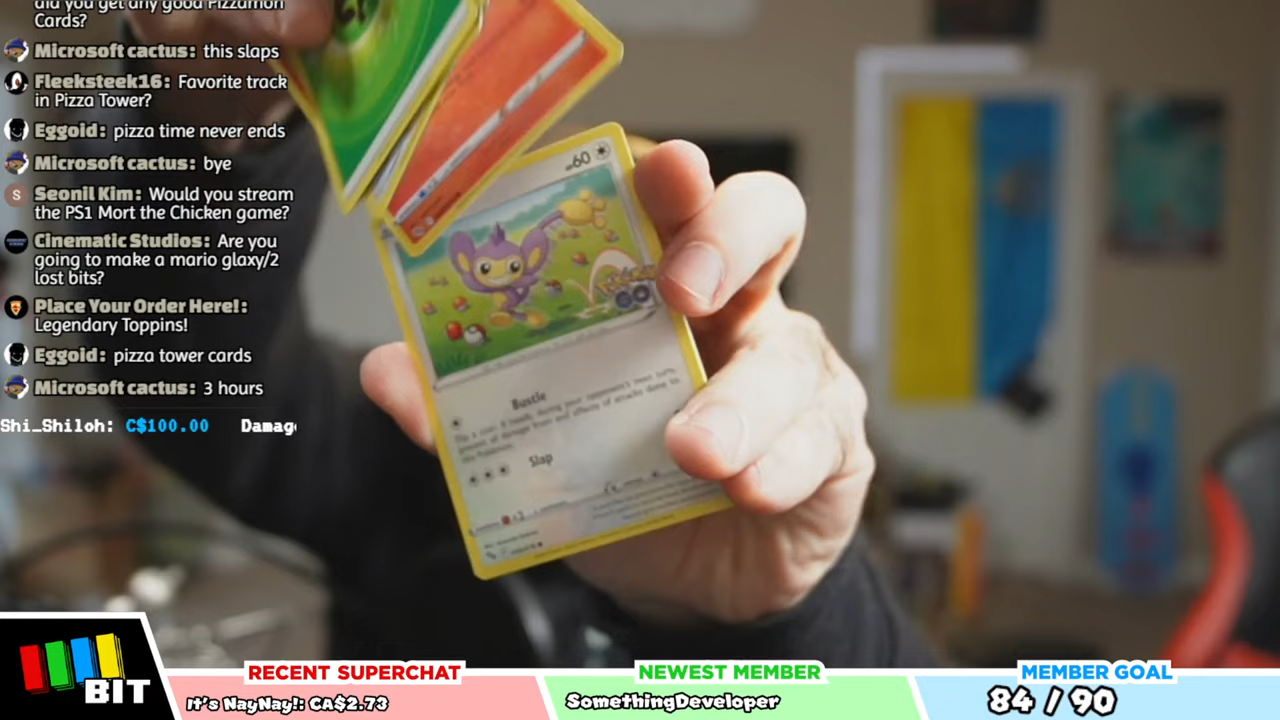 did you get any good Pizzamon
Cards?
Microsoft cactus: this slaps
Fleeksteek16: Favorite track
in Pizza Tower?
Eggoid: pizza time never ends
Microsoft cactus: bye
S Seonil Kim: Would you stream
the PS1 Mort the Chicken game?
Cinematic Studios: Are you
going to make a mario glaxy/2
lost bits?
Place Your Order Here!:
Legendary Toppins!
Eggoid: pizza tower cards
Microsoft cactus: 3 hours
Shi_Shiloh: C$100.00 Damag
60
Pokémon
GO
Bustle
Slap
BIT
RECENT SUPERCHAT
It's NayNay!: CA$2.73
NEWEST MEMBER
SomethingDeveloper
MEMBER GOAL
84 / 90